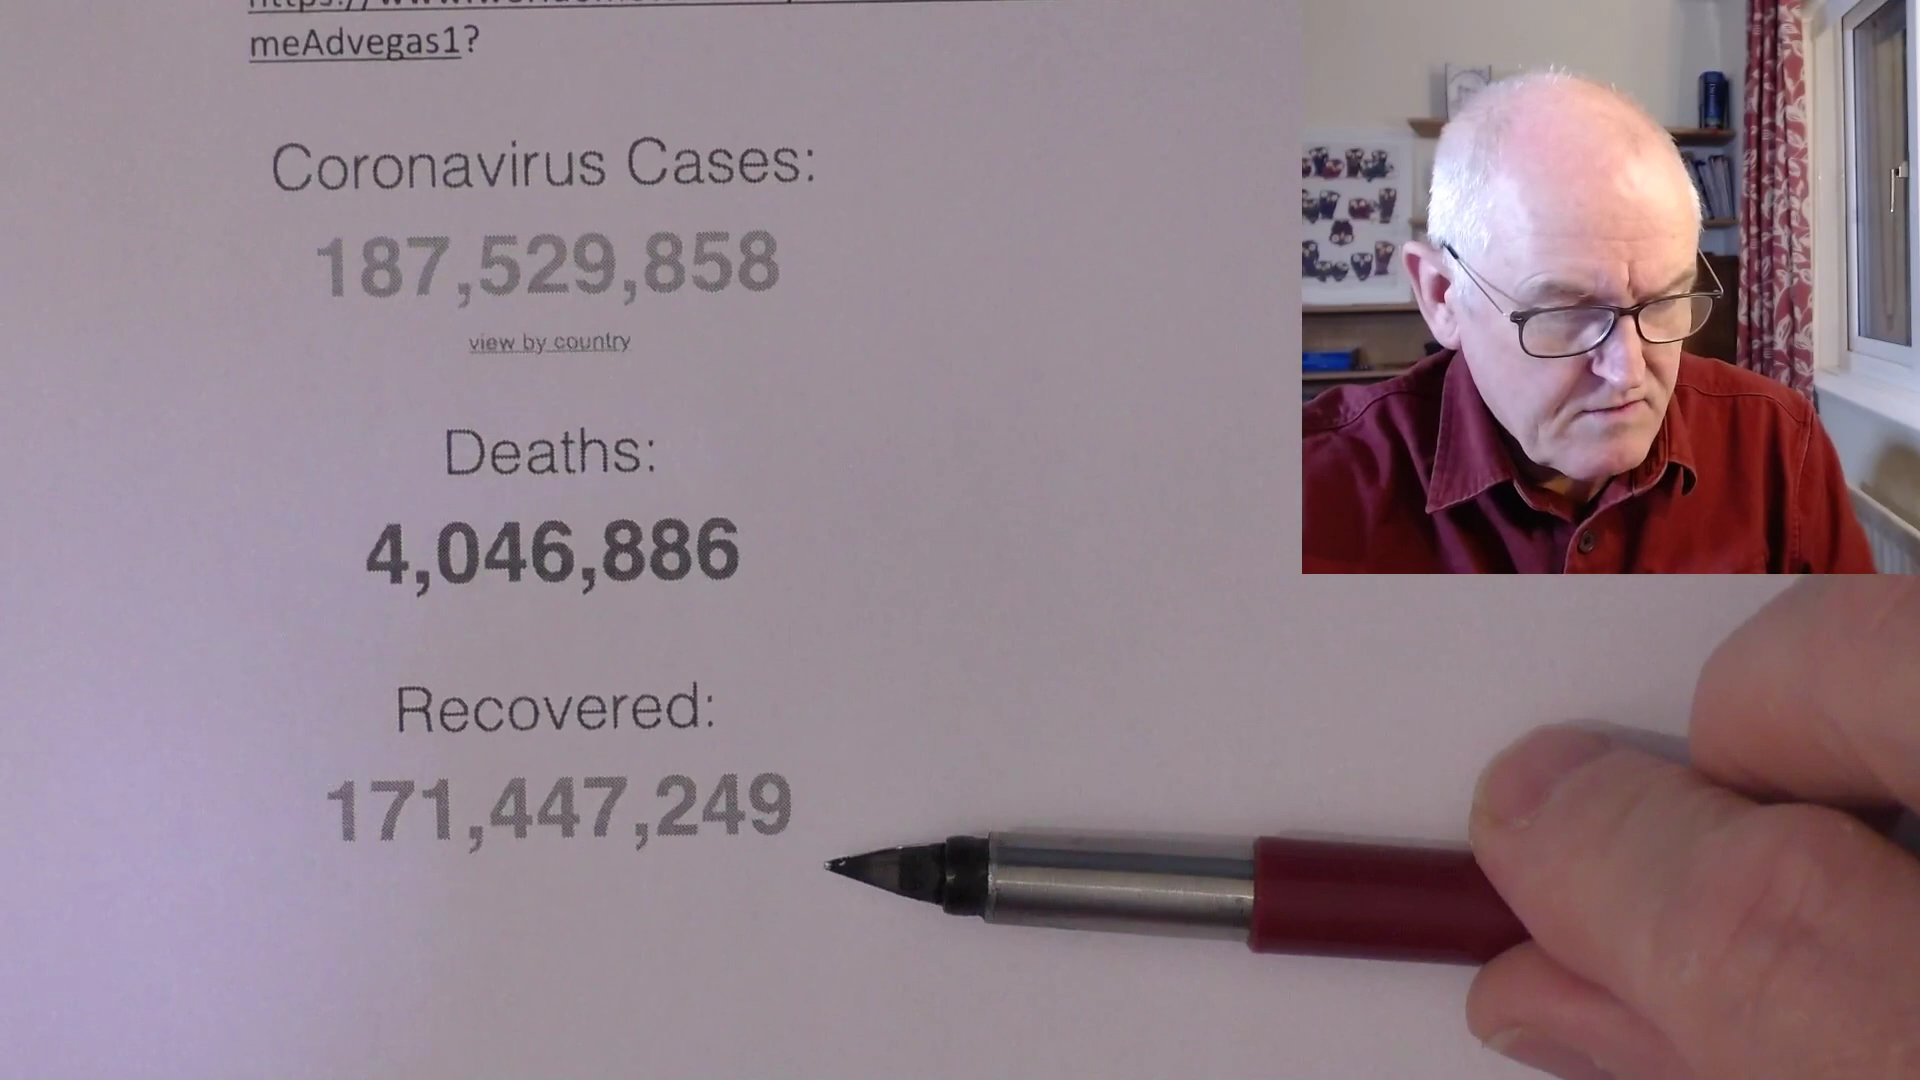 meAdvegas1?
Coronavirus Cases:
187,529,858
view by country
Deaths:
4,046,886
Recovered:
171,447,249